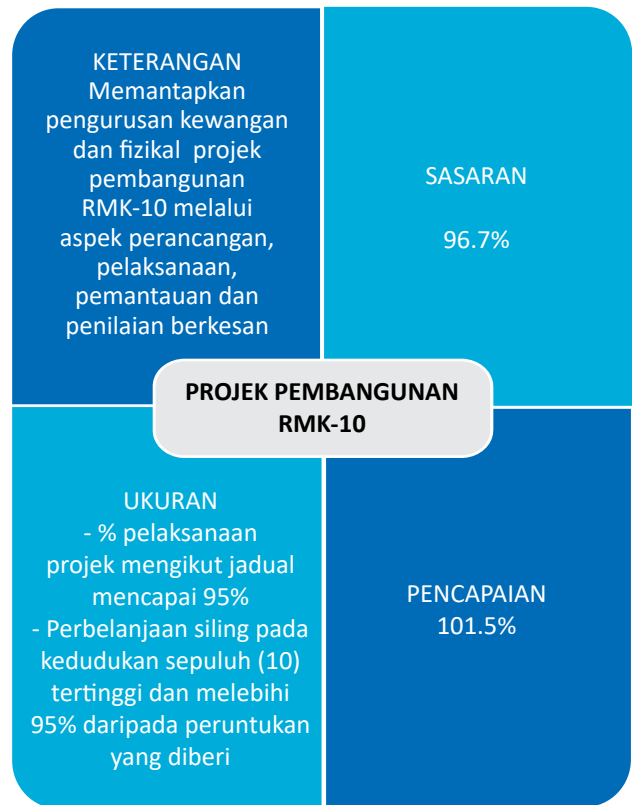 KETERANGAN
Memantapkan
pengurusan kewangan
dan fizikal projek
pembangunan
RMK-10 melalui
aspek perancangan,
pelaksanaan,
pemantauan dan
penilaian berkesan
SASARAN
96.7%
PROJEK PEMBANGUNAN
RMK-10
UKURAN
- % pelaksanaan
projek mengikut jadual
mencapai 95%
- Perbelanjaan siling pada
kedudukan sepuluh (10)
tertinggi dan melebihi
95% daripada peruntukan
yang diberi
PENCAPAIAN
101.5%